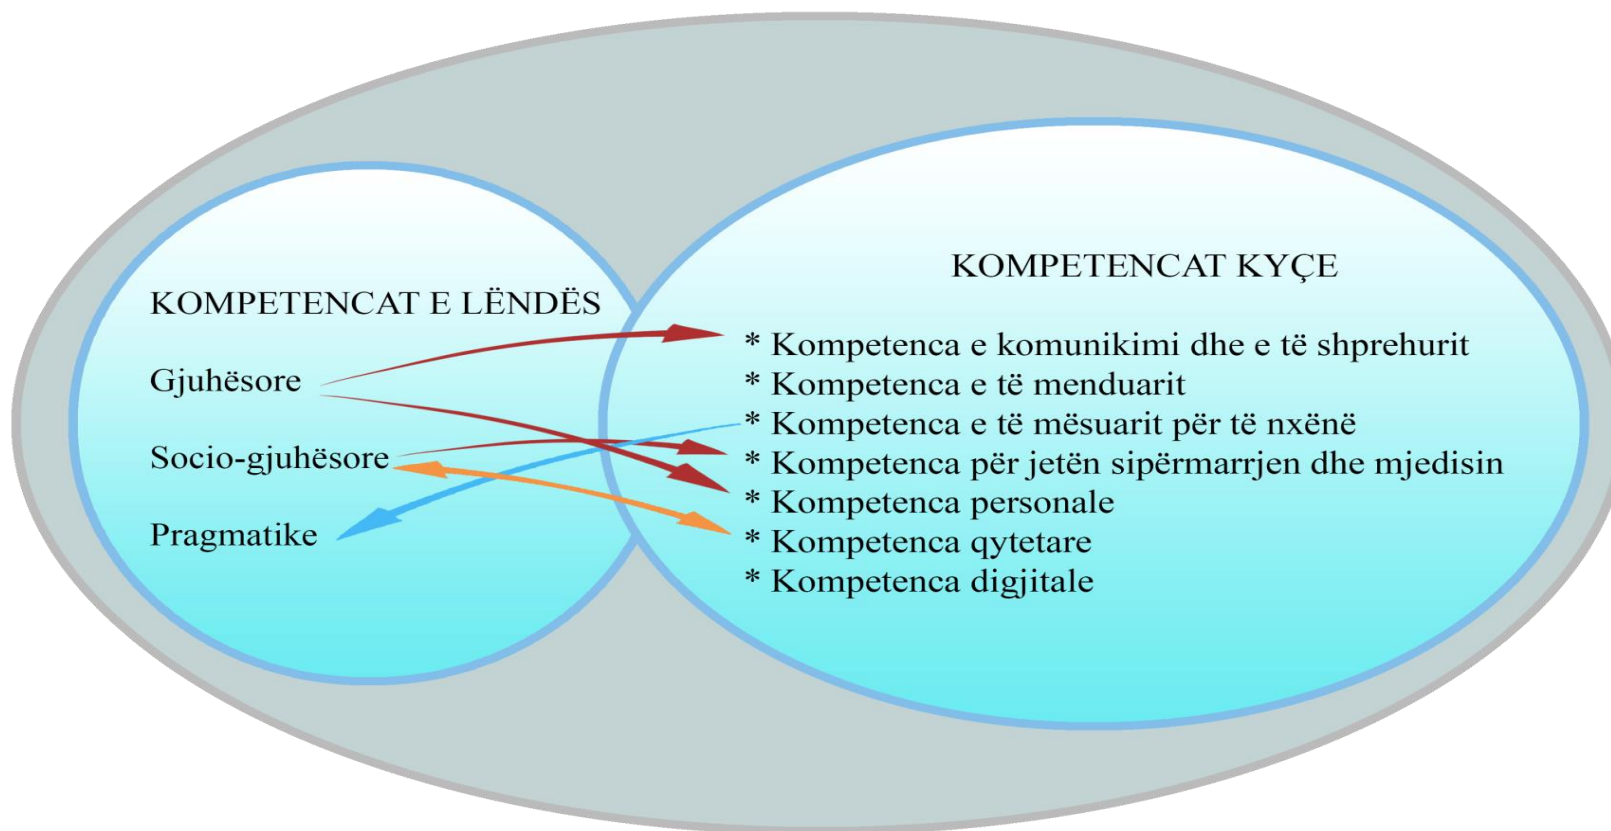 KOMPETENCAT E LËNDËS
Gjuhësore
Socio-gjuhësore
Pragmatike
KOMPETENCAT KYÇE
* Kompetenca e komunikimi dhe e të shprehurit
* Kompetenca e të menduarit
* Kompetenca e të mësuarit për të nxënë
* Kompetenca për jetën sipërmarrjen dhe mjedisin
* Kompetenca personale
* Kompetenca qytetare
* Kompetenca digjitale